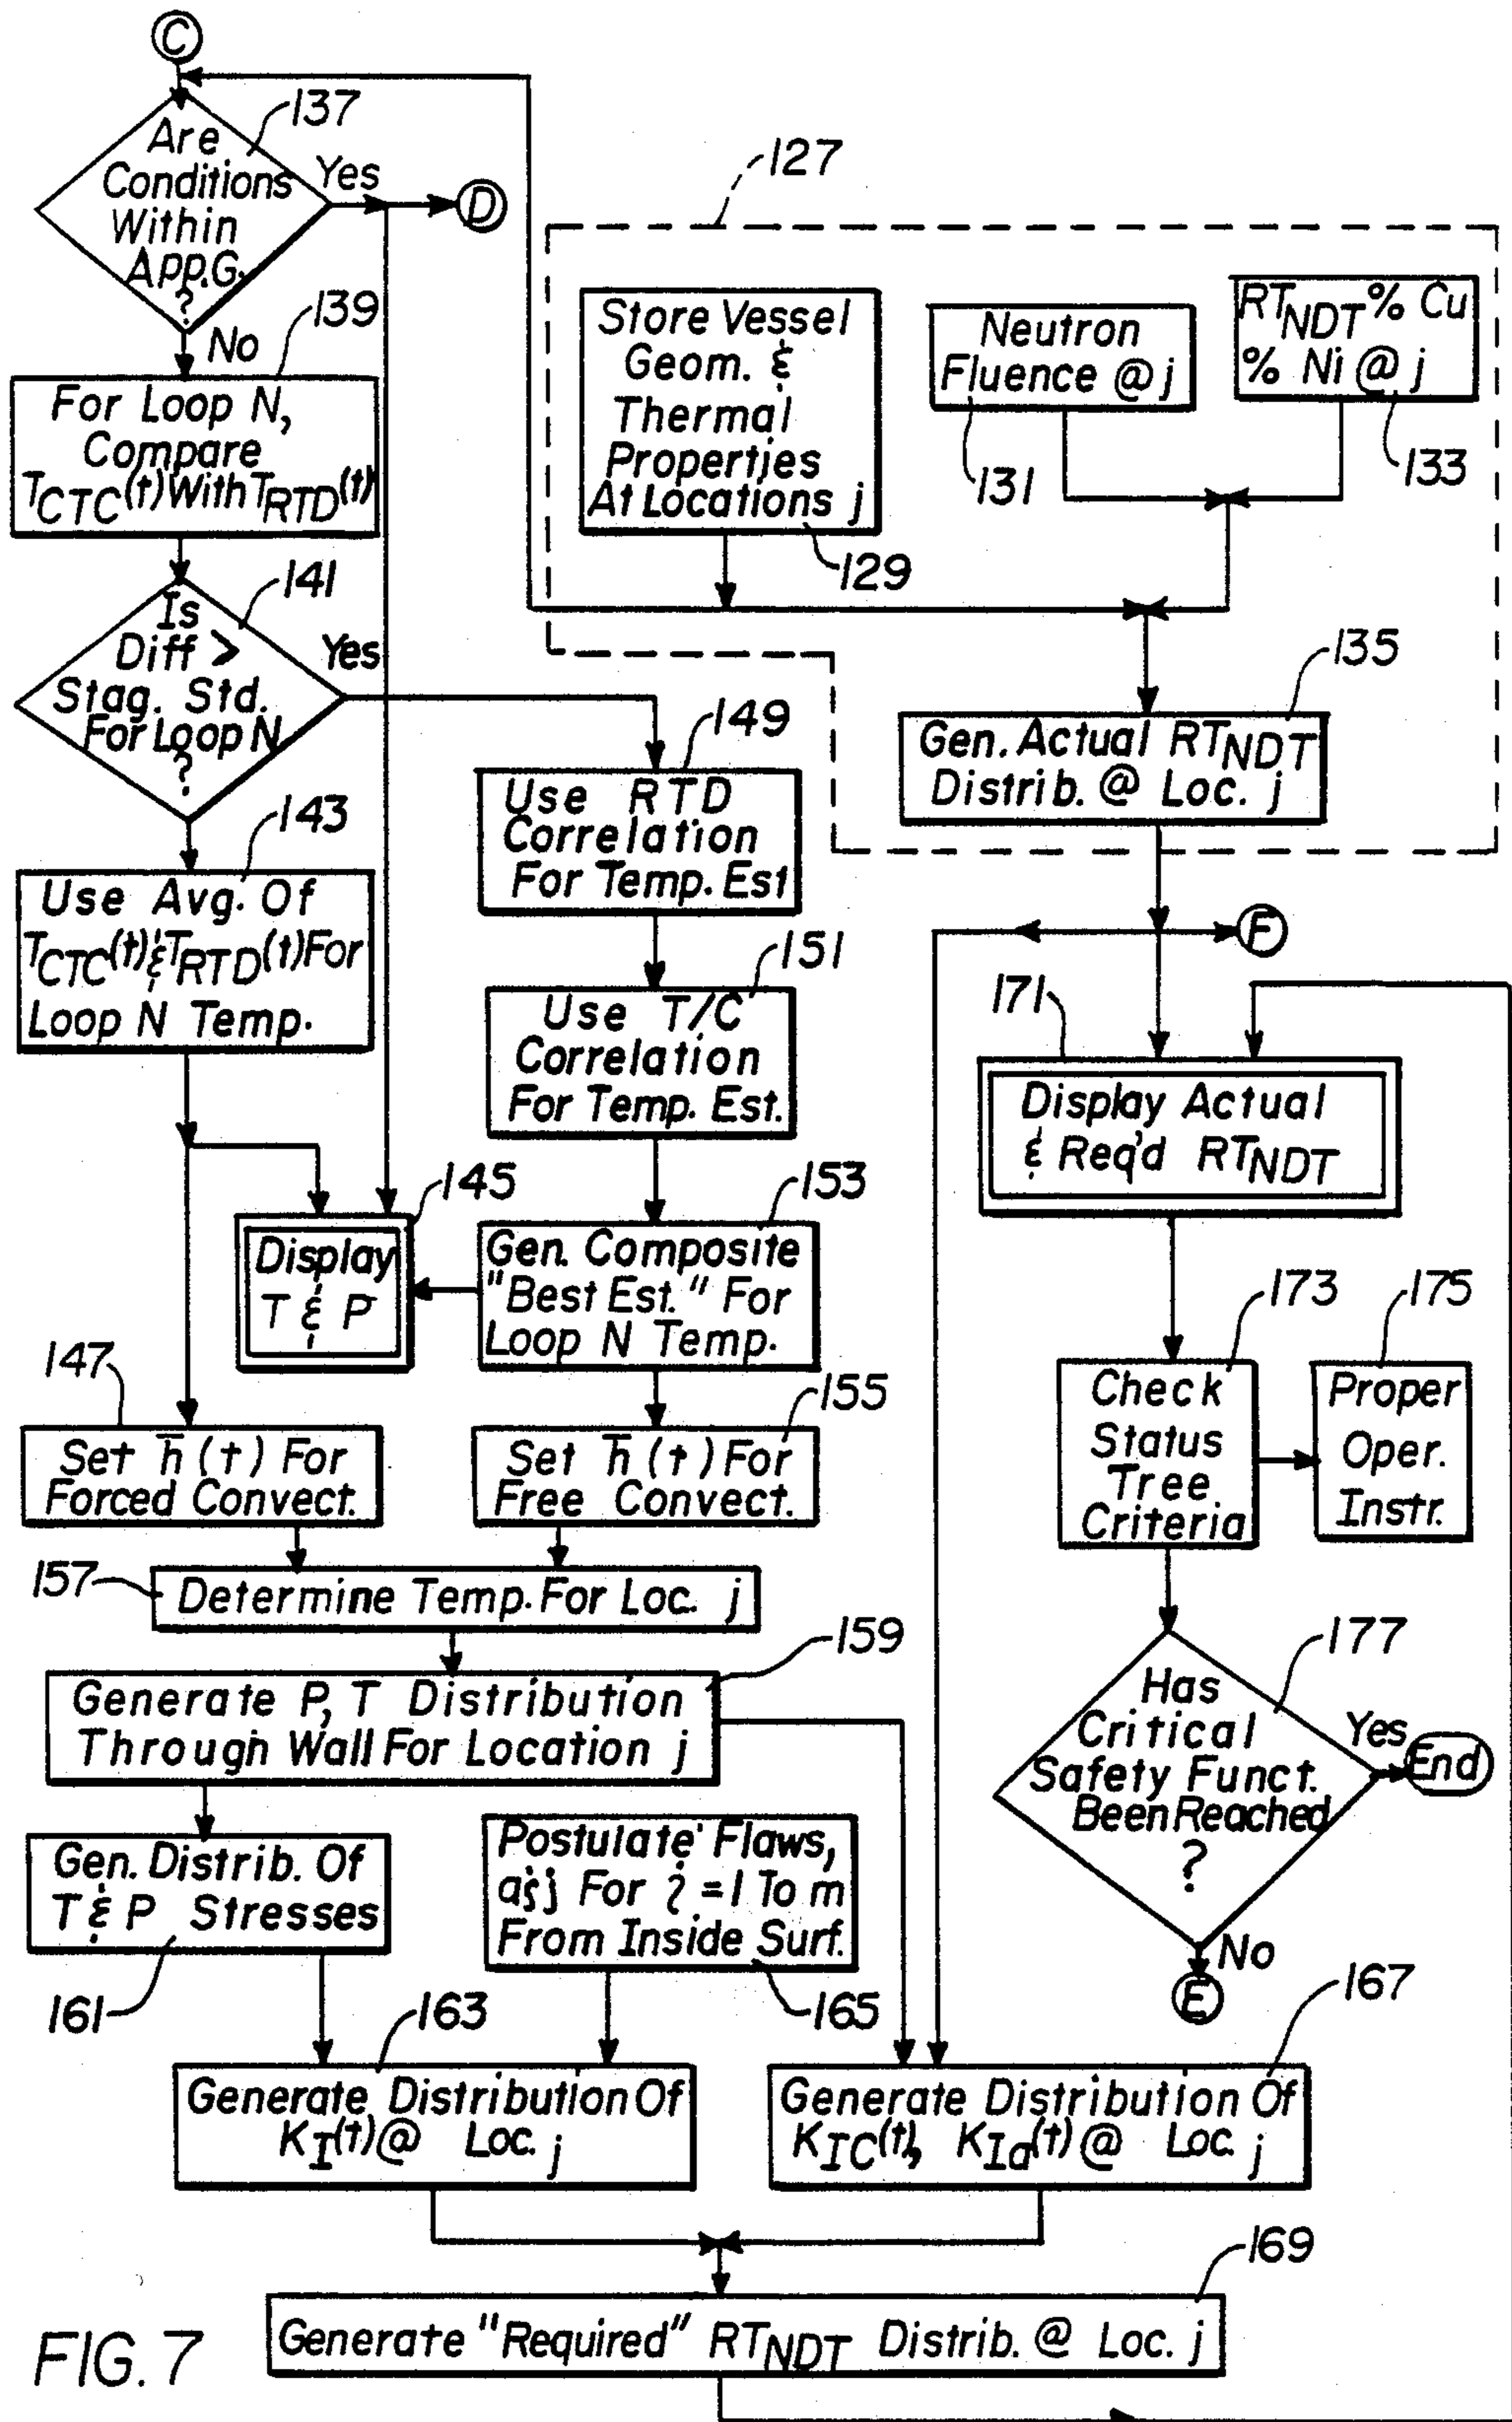 C
137
Are
Conditions
Within
App.G.
?
Yes
D
No
127
139
For Loop N,
Compare
TCTC(t) With TRTD(t)
Store Vessel
Geom. &
Thermal
Properties
At Locations j
129
Neutron
Fluence @ j
131
RTNDT % Cu
% Ni @ j
133
141
Is
Diff >
Stag. Std.
For Loop N
?
Yes
135
Gen. Actual RTNDT
Distrib. @ Loc. j
149
Use RTD
Correlation
For Temp. Est
143
Use Avg. Of
TCTC(t) & TRTD(t) For
Loop N Temp.
F
151
Use T/C
Correlation
For Temp. Est.
171
Display Actual
& Req'd RTNDT
145
Display
T & P
153
Gen. Composite
"Best Est." For
Loop N Temp.
173
Check
Status
Tree
Criteria
175
Proper
Oper.
Instr.
147
Set h̅ (t) For
Forced Convect.
155
Set h̅ (t) For
Free Convect.
157
Determine Temp. For Loc. j
159
Generate P, T Distribution
Through Wall For Location j
177
Has
Critical
Safety Funct.
Been Reached
?
Yes
End
No
E
Gen. Distrib. Of
T & P Stresses
161
Postulate Flaws,
For = 1 To m
From Inside Surf.
165
163
Generate Distribution Of
KI(t) @ Loc. j
167
Generate Distribution Of
KIC(t), KIa(t) @ Loc. j
169
Generate "Required" RTNDT Distrib. @ Loc. j
FIG. 7